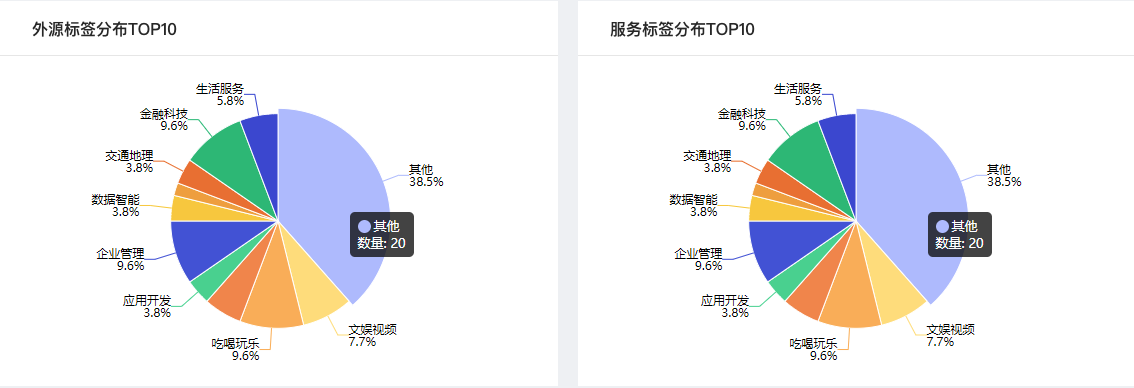 外源标签分布TOP10
生活服务
5.8%
金融科技
9.6%
交通地理
3.8%
数据智能
3.8%
企业管理
9.6%
应用开发
3.8%
吃喝玩乐
9.6%
文娱视频
7.7%
其他
38.5%
其他
数量: 20
服务标签分布TOP10
生活服务
5.8%
金融科技
9.6%
交通地理
3.8%
数据智能
3.8%
企业管理
9.6%
应用开发
3.8%
吃喝玩乐
9.6%
文娱视频
7.7%
其他
38.5%
其他
数量: 20